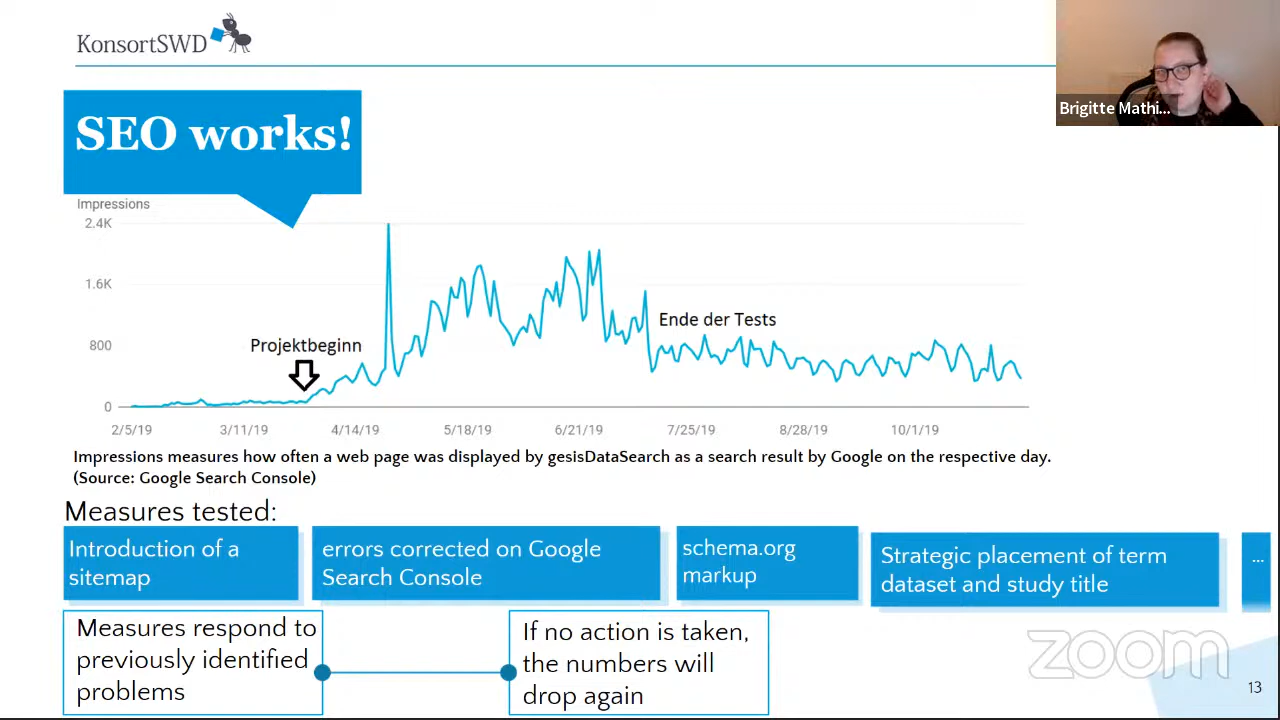 KonsortSWD
Brigitte Mathi...
SEO works!
Impressions
2.4K
1.6K
800
0
Projektbeginn
Ende der Tests
2/5/19 3/11/19 4/14/19 5/18/19 6/21/19 7/25/19 8/28/19 10/1/19
Impressions measures how often a web page was displayed by gesisDataSearch as a search result by Google on the respective day.
(Source: Google Search Console)
Measures tested:
Introduction of a
sitemap
errors corrected on Google
Search Console
schema.org
markup
Strategic placement of term
dataset and study title
...
Measures respond to
previously identified
problems
If no action is taken,
the numbers will
drop again
zoom
13